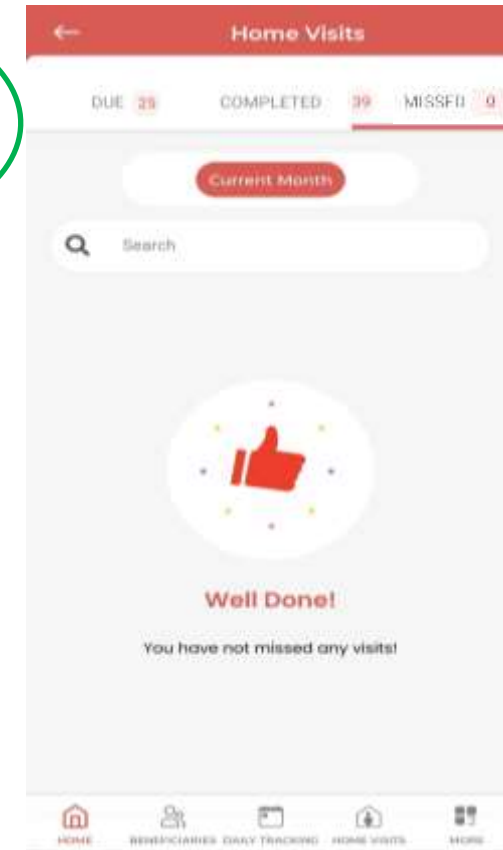 Home Visits
DUE 25 COMPLETED 39 MISSED 0
Current Month
Search
Well Done!
You have not missed any visits!
HOME BENEFICIARIES DAILY TRACKING HOME VISITS MORE